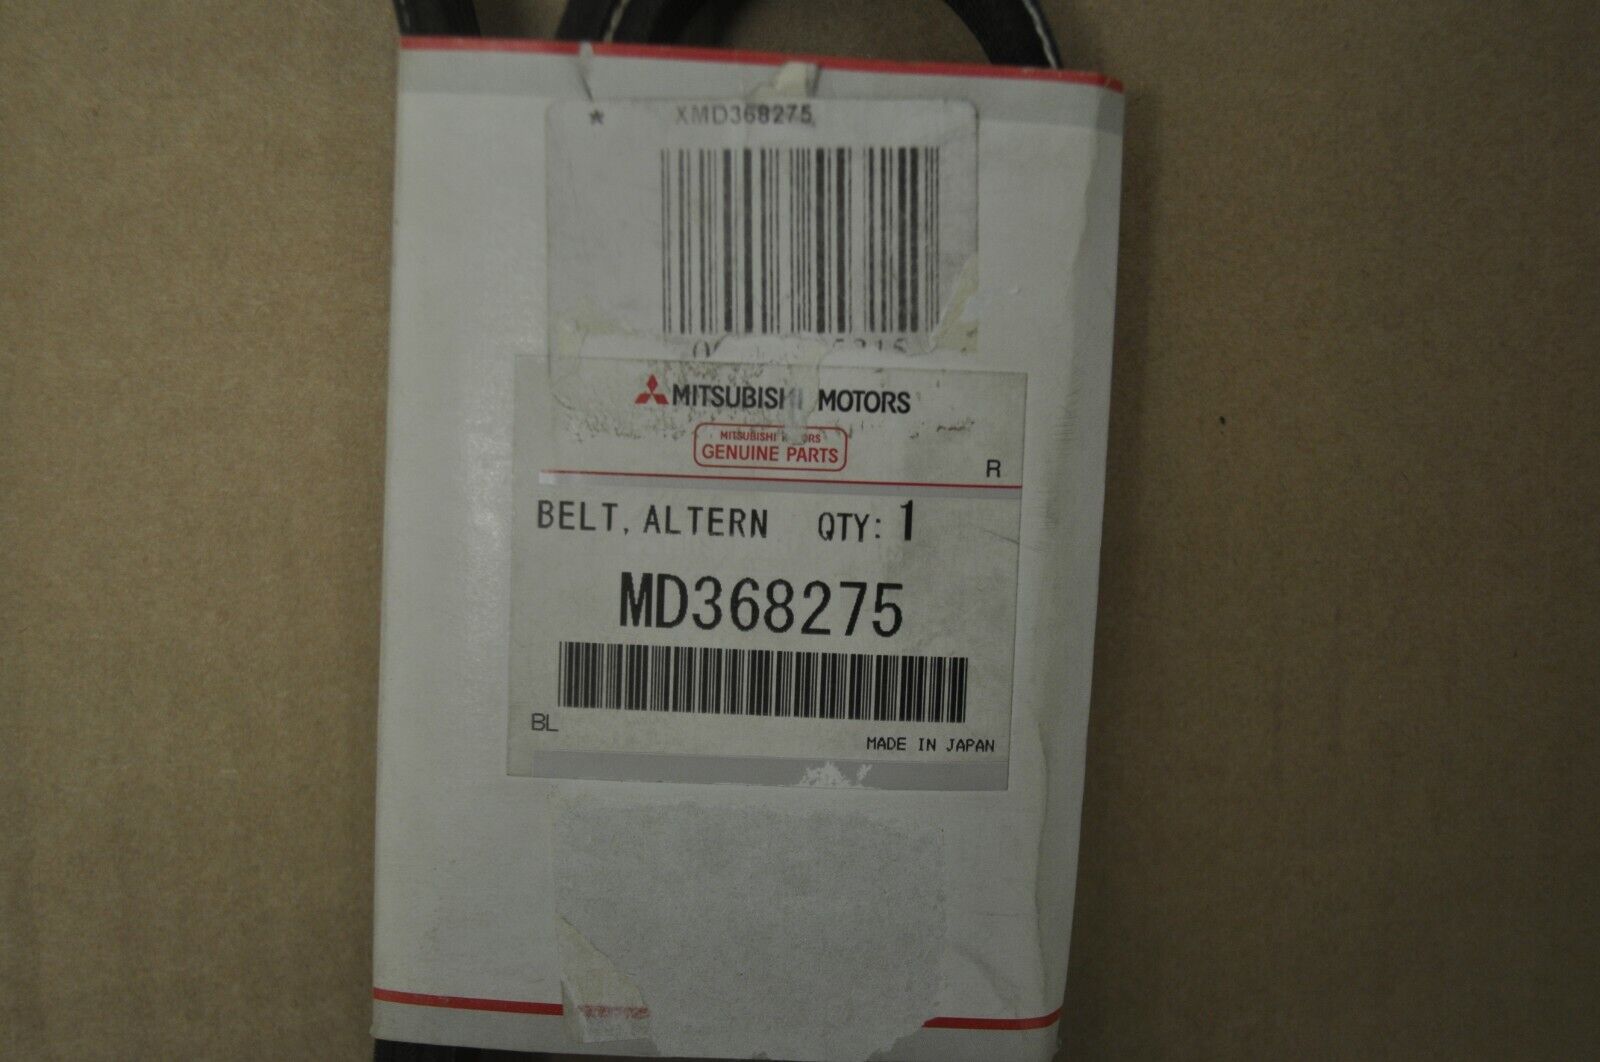 * XMD368275
MITSUBISHI MOTORS
MITSUBISHI MOTORS
GENUINE PARTS
R
BELT, ALTERN QTY: 1
MD368275
BL
MADE IN JAPAN